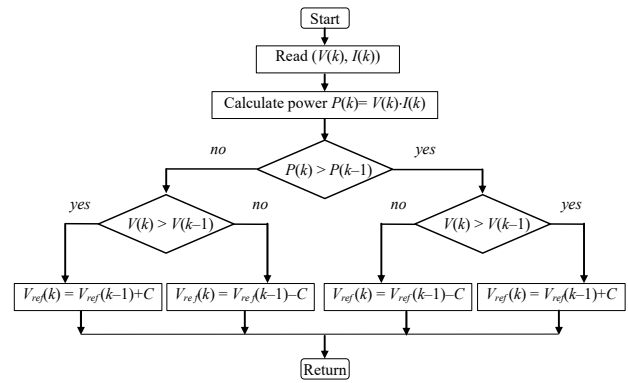 Start
Read (V(k), I(k))
Calculate power P(k)= V(k)·I(k)
no
yes
P(k) > P(k–1)
yes
no
no
yes
V(k) > V(k–1)
V(k) > V(k–1)
Vref(k) = Vref(k–1)+C
Vref(k) = Vref(k–1)–C
Vref(k) = Vref(k–1)–C
Vref(k) = Vref(k–1)+C
Return